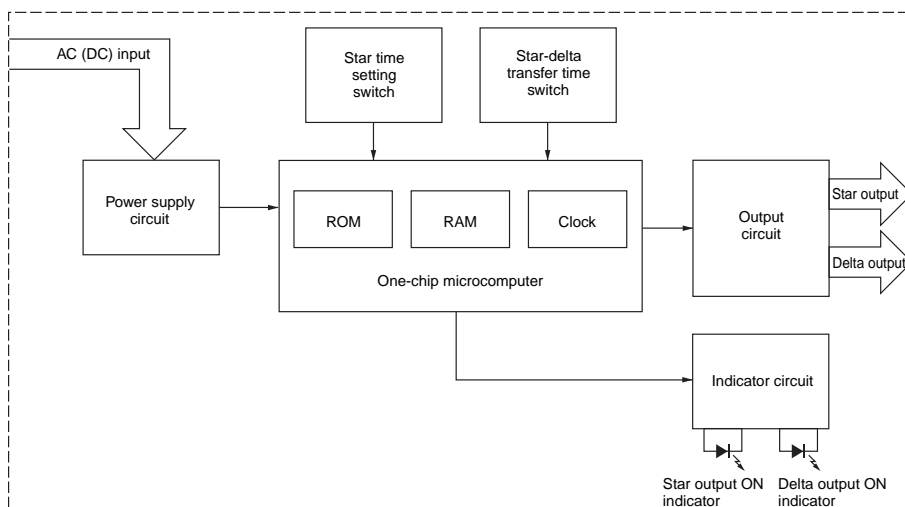 AC (DC) input
Star time
setting
switch
Star-delta
transfer time
switch
Power supply
circuit
ROM
RAM
Clock
One-chip microcomputer
Output
circuit
Star output
Delta output
Indicator circuit
Star output ON
indicator
Delta output ON
indicator